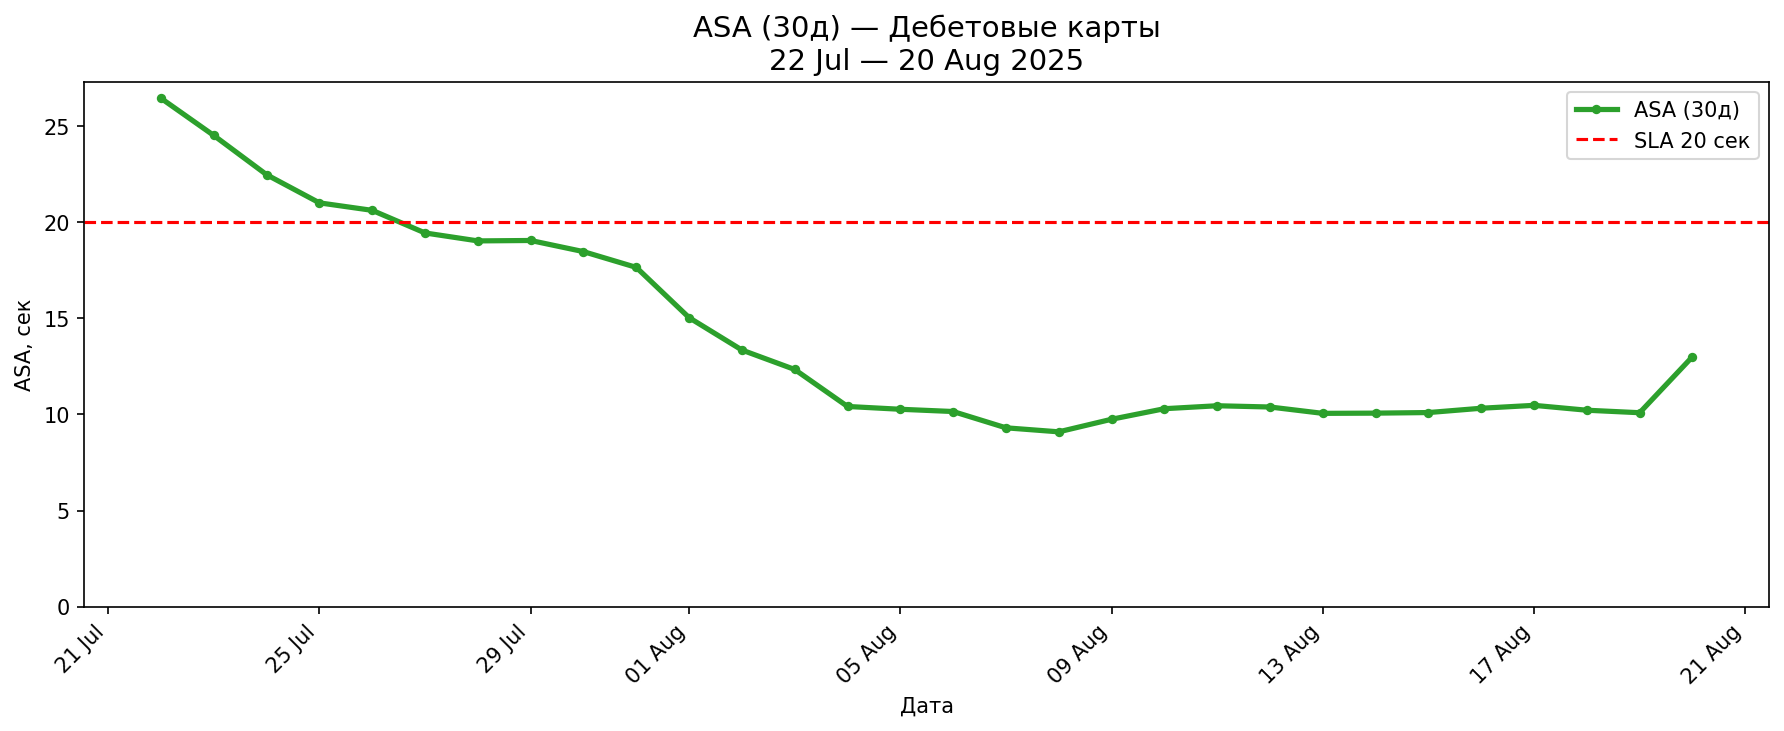 ASA (30д) — Дебетовые карты
22 Jul — 20 Aug 2025
ASA (30д)
SLA 20 сек
ASA, сек
25
20
15
10
5
0
21 Jul
25 Jul
29 Jul
01 Aug
05 Aug
09 Aug
13 Aug
17 Aug
21 Aug
Дата